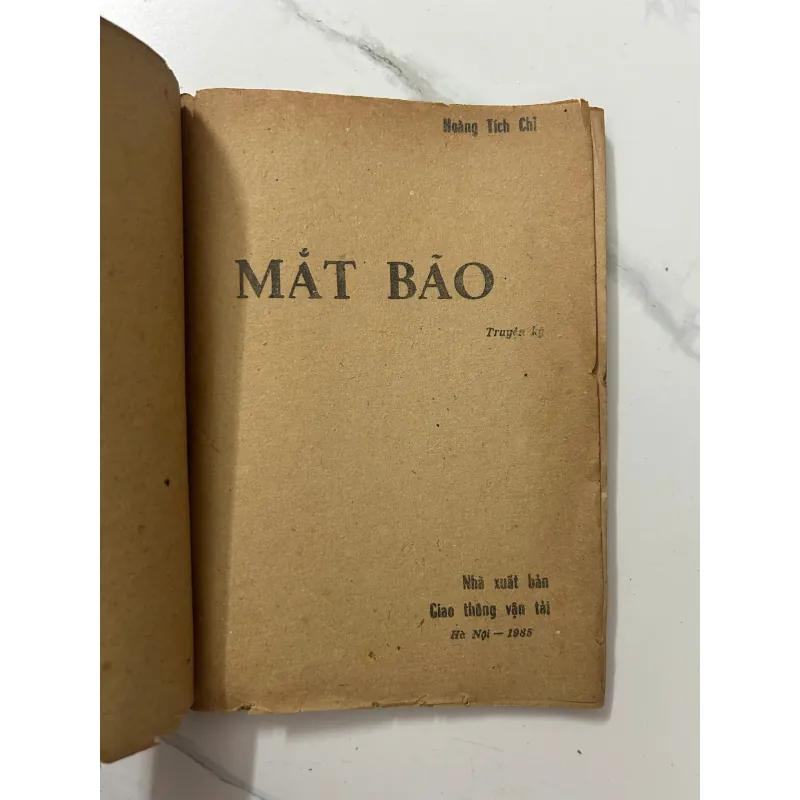 Hoàng Tích Chỉ
MẮT BÃO
Truyện ký
Nhà xuất bản
Giao thông vận tải
Hà Nội — 1985